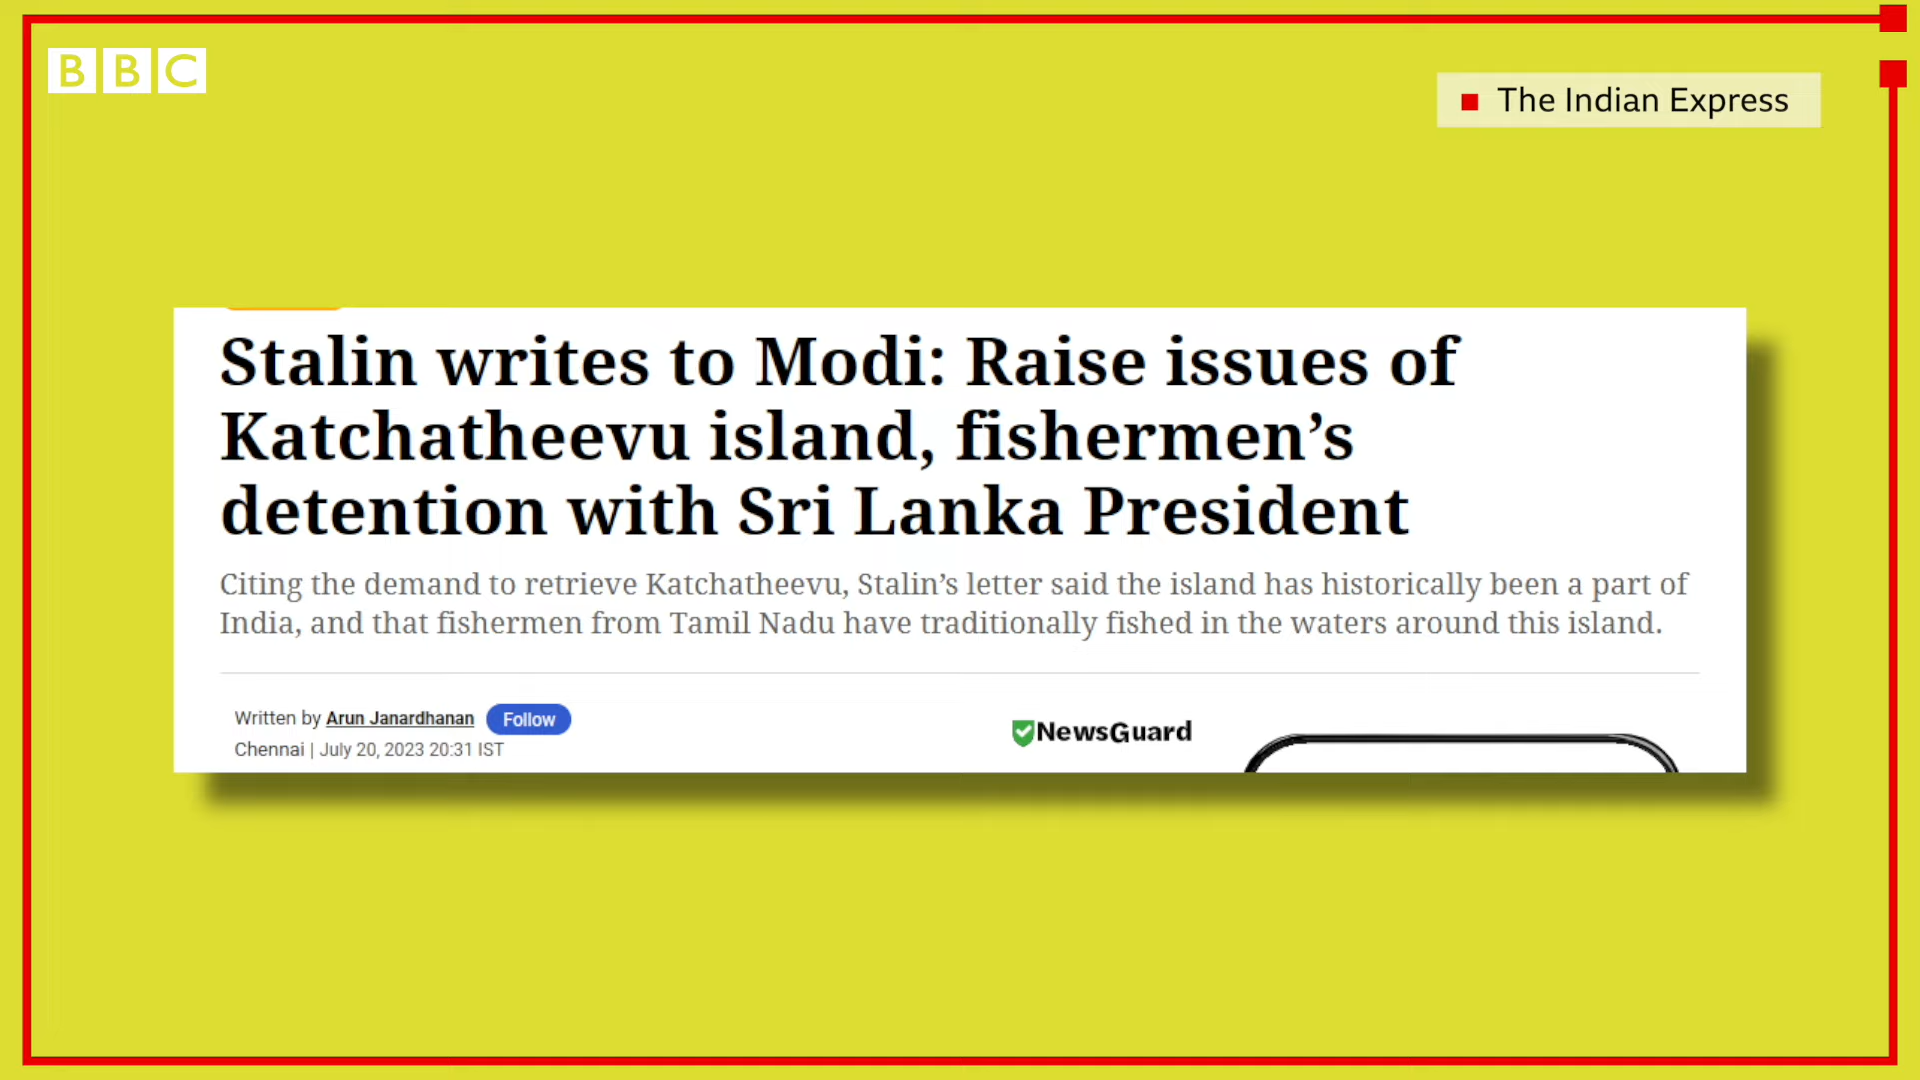 BBC
The Indian Express
Stalin writes to Modi: Raise issues of
Katchatheevu island, fishermen’s
detention with Sri Lanka President
Citing the demand to retrieve Katchatheevu, Stalin’s letter said the island has historically been a part of
India, and that fishermen from Tamil Nadu have traditionally fished in the waters around this island.
Written by Arun Janardhanan Follow
NewsGuard
Chennai | July 20, 2023 20:31 IST